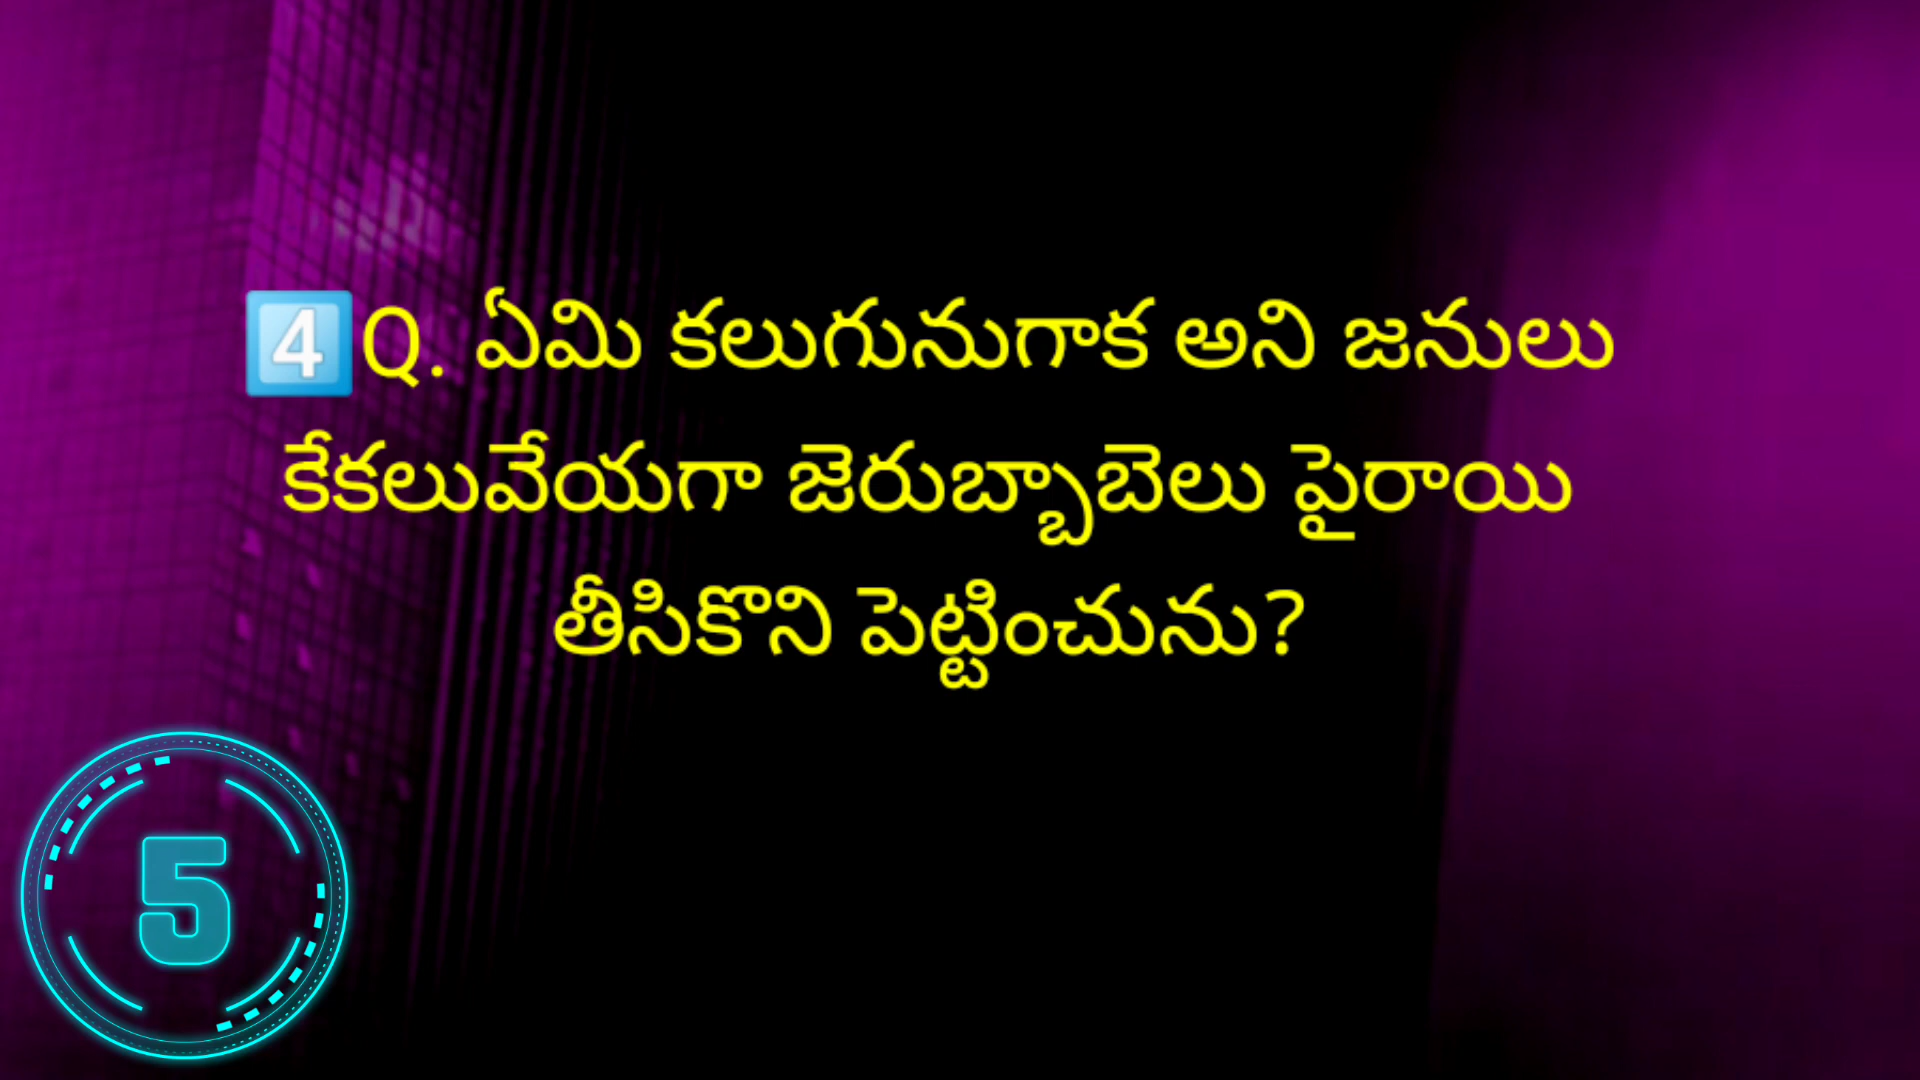 4️⃣Q. ఏమి కలుగునుగాక అని జనులు
కేకలువేయగా జెరుబ్బాబెలు పైరాయి
తీసికొని పెట్టించును?
5